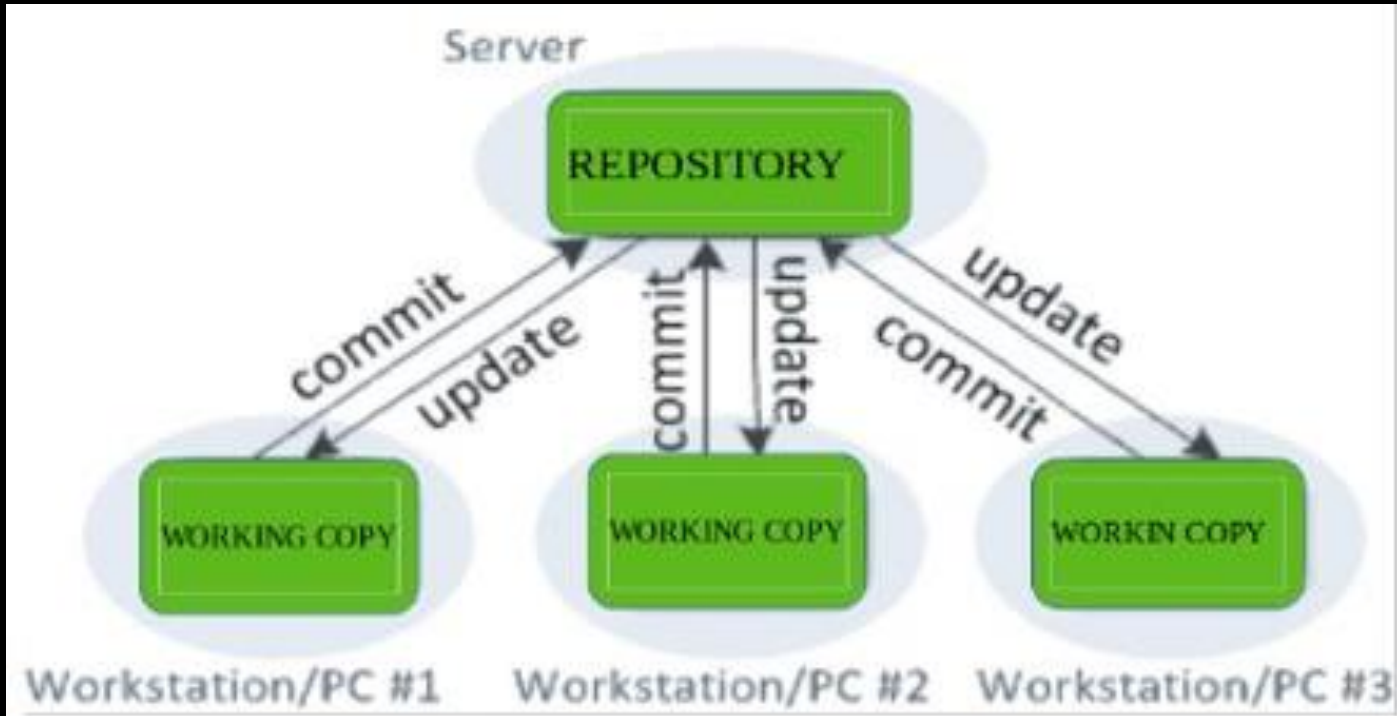 Server
REPOSITORY
commit
update
commit
update
commit
update
WORKING COPY
WORKING COPY
WORKIN COPY
Workstation/PC #1
Workstation/PC #2
Workstation/PC #3